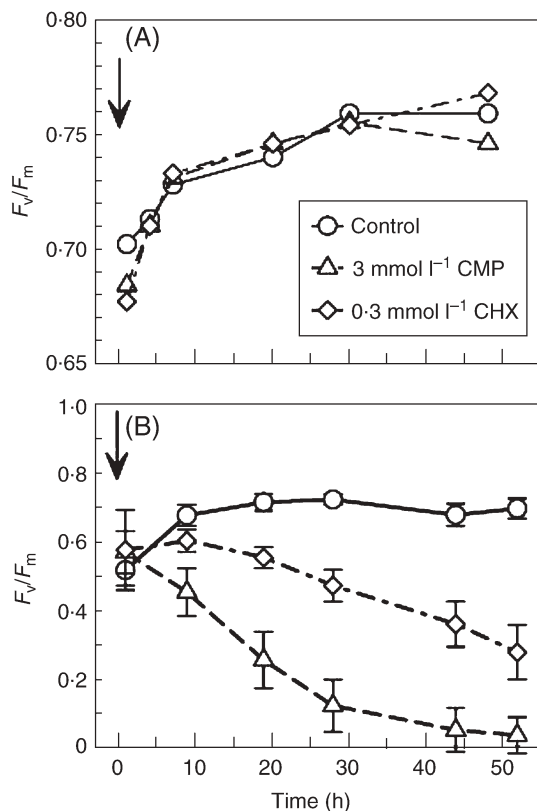 (A)
0·80
0·75
0·70
0·65
Fv/Fm
Control
3 mmol l⁻¹ CMP
0·3 mmol l⁻¹ CHX
(B)
1·0
0·8
0·6
0·4
0·2
0
Fv/Fm
0 10 20 30 40 50
Time (h)